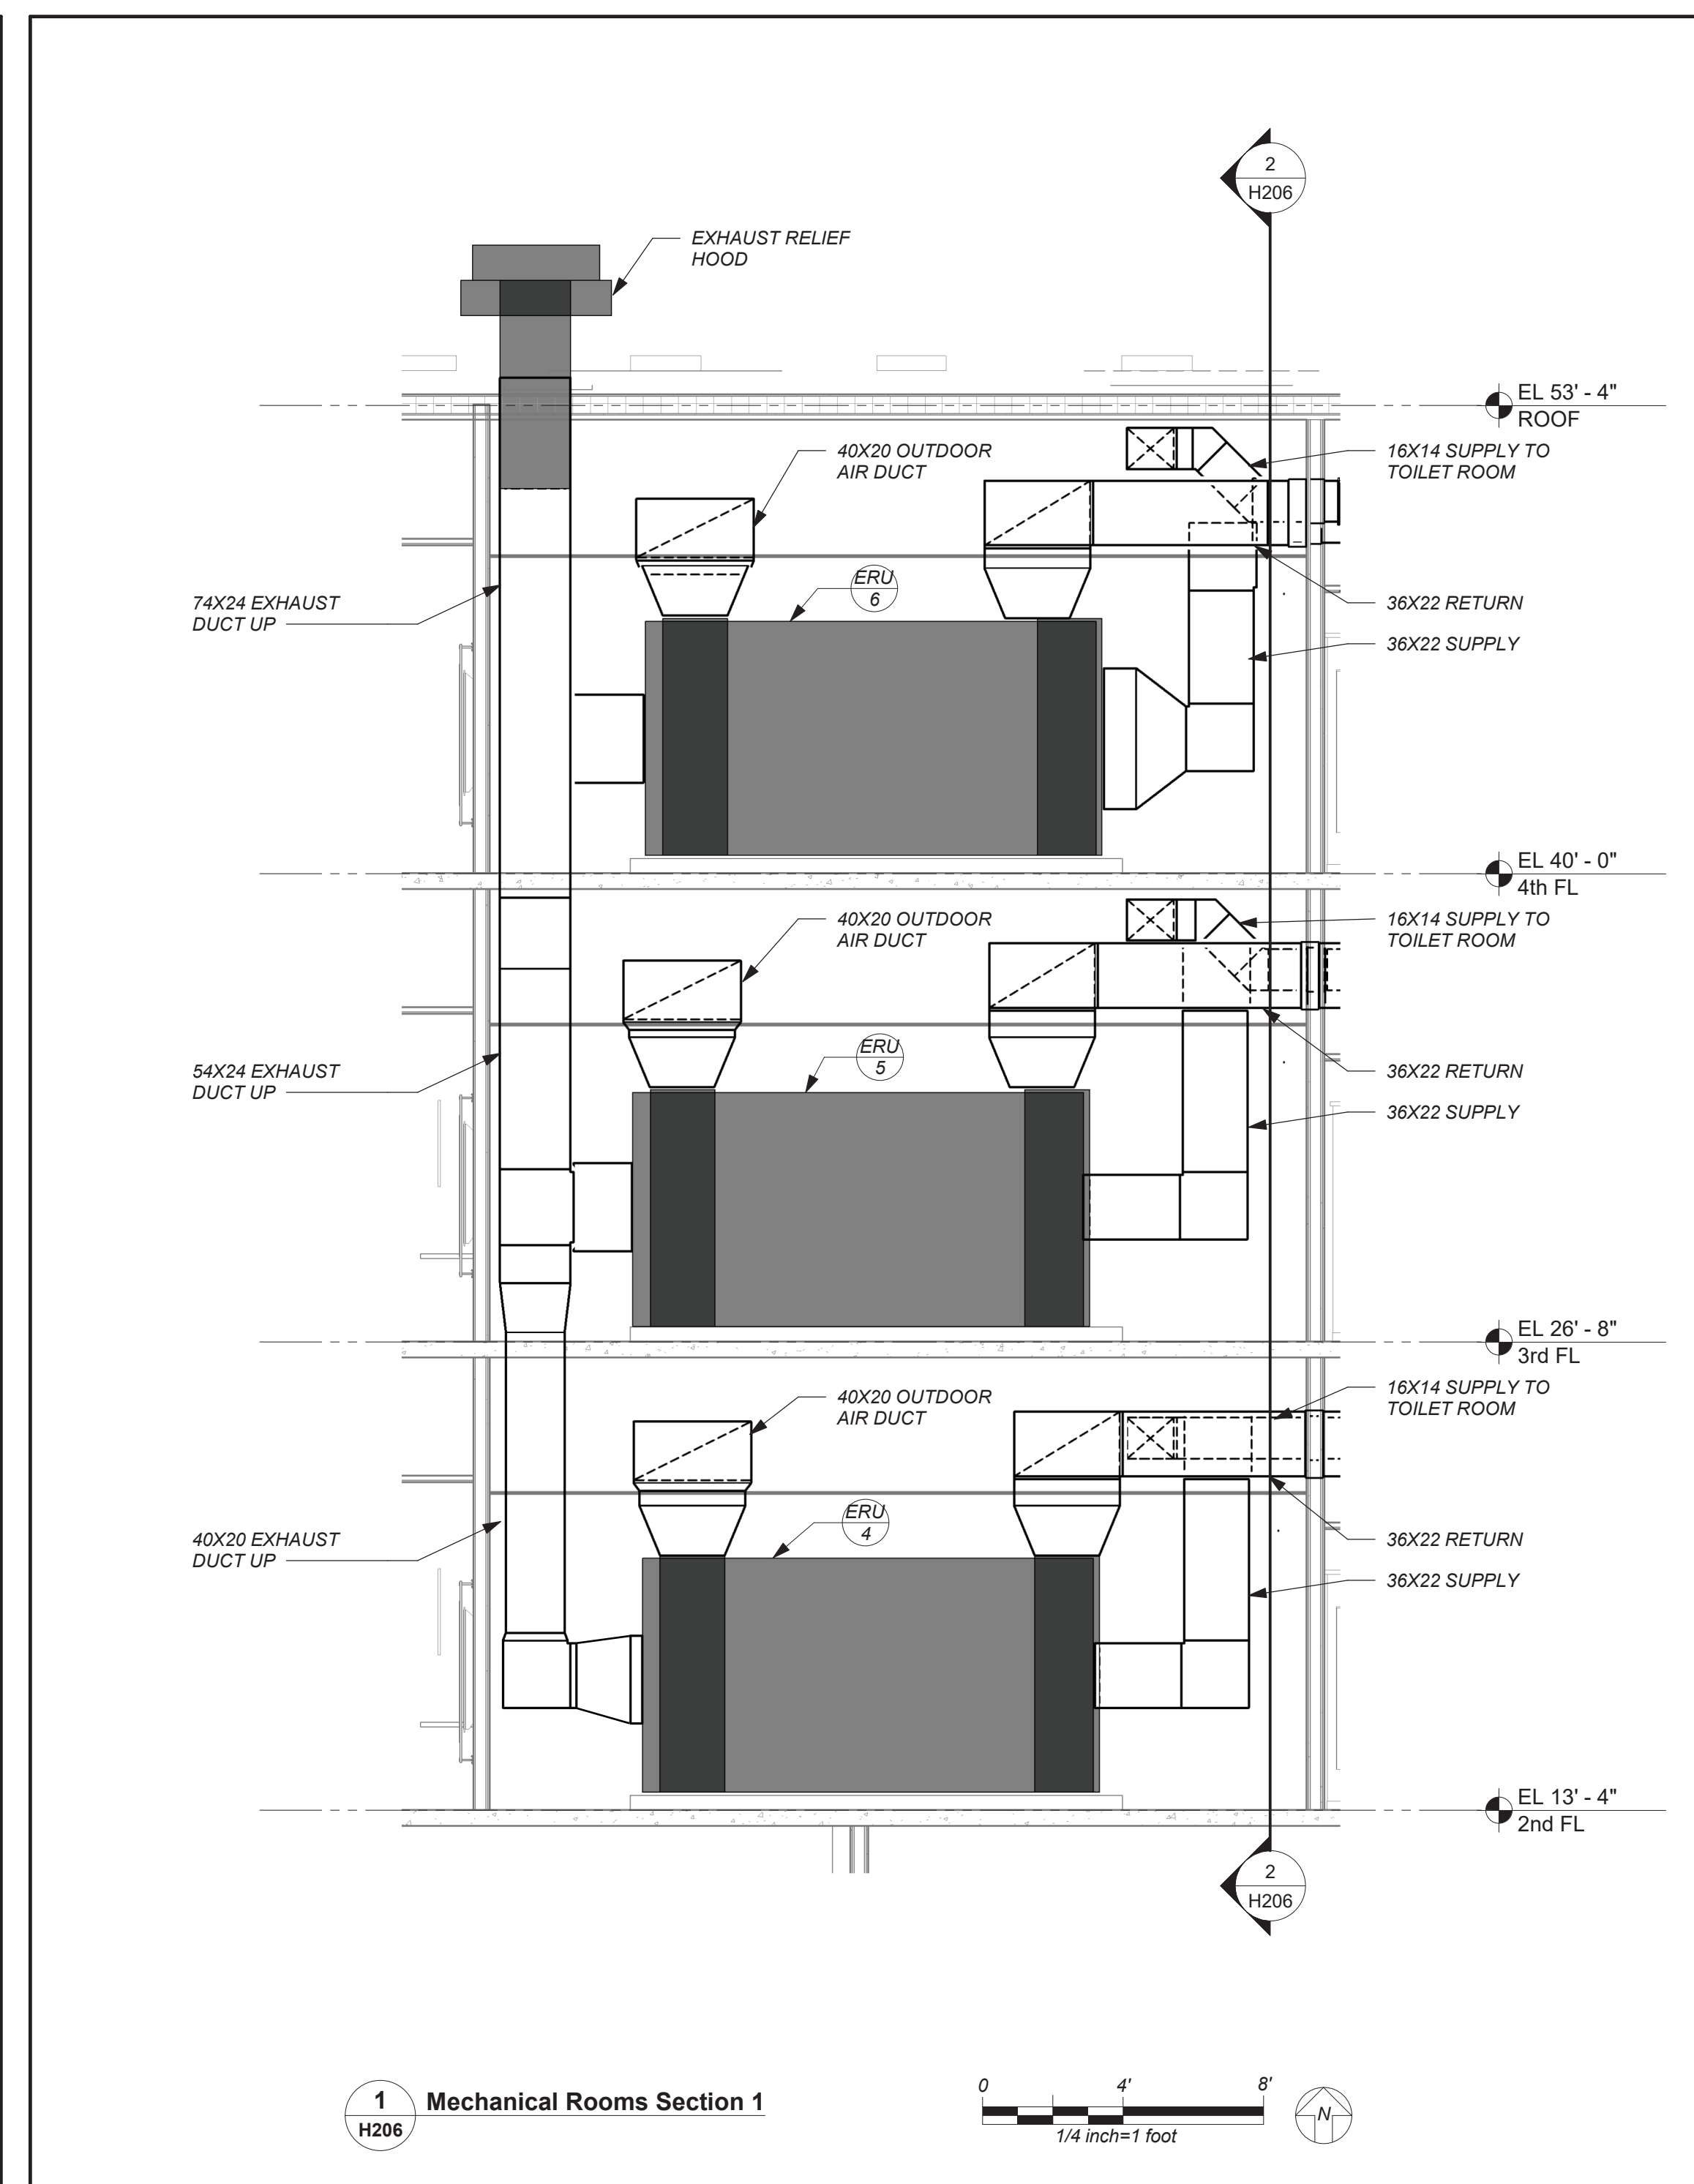 2
H206
EXHAUST RELIEF
HOOD
EL 53' - 4"
ROOF
40X20 OUTDOOR
AIR DUCT
16X14 SUPPLY TO
TOILET ROOM
ERU
6
74X24 EXHAUST
DUCT UP
36X22 RETURN
36X22 SUPPLY
EL 40' - 0"
4th FL
40X20 OUTDOOR
AIR DUCT
16X14 SUPPLY TO
TOILET ROOM
ERU
5
54X24 EXHAUST
DUCT UP
36X22 RETURN
36X22 SUPPLY
EL 26' - 8"
3rd FL
40X20 OUTDOOR
AIR DUCT
16X14 SUPPLY TO
TOILET ROOM
ERU
4
40X20 EXHAUST
DUCT UP
36X22 RETURN
36X22 SUPPLY
EL 13' - 4"
2nd FL
2
H206
1
H206
Mechanical Rooms Section 1
0 4' 8'
1/4 inch=1 foot
N